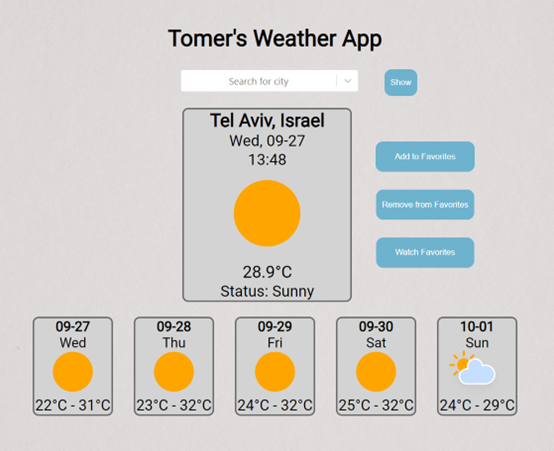 Tomer's Weather App
Search for city
Show
Tel Aviv, Israel
Wed, 09-27
13:48
28.9°C
Status: Sunny
Add to Favorites
Remove from Favorites
Watch Favorites
09-27
Wed
22°C - 31°C
09-28
Thu
23°C - 32°C
09-29
Fri
24°C - 32°C
09-30
Sat
25°C - 32°C
10-01
Sun
24°C - 29°C